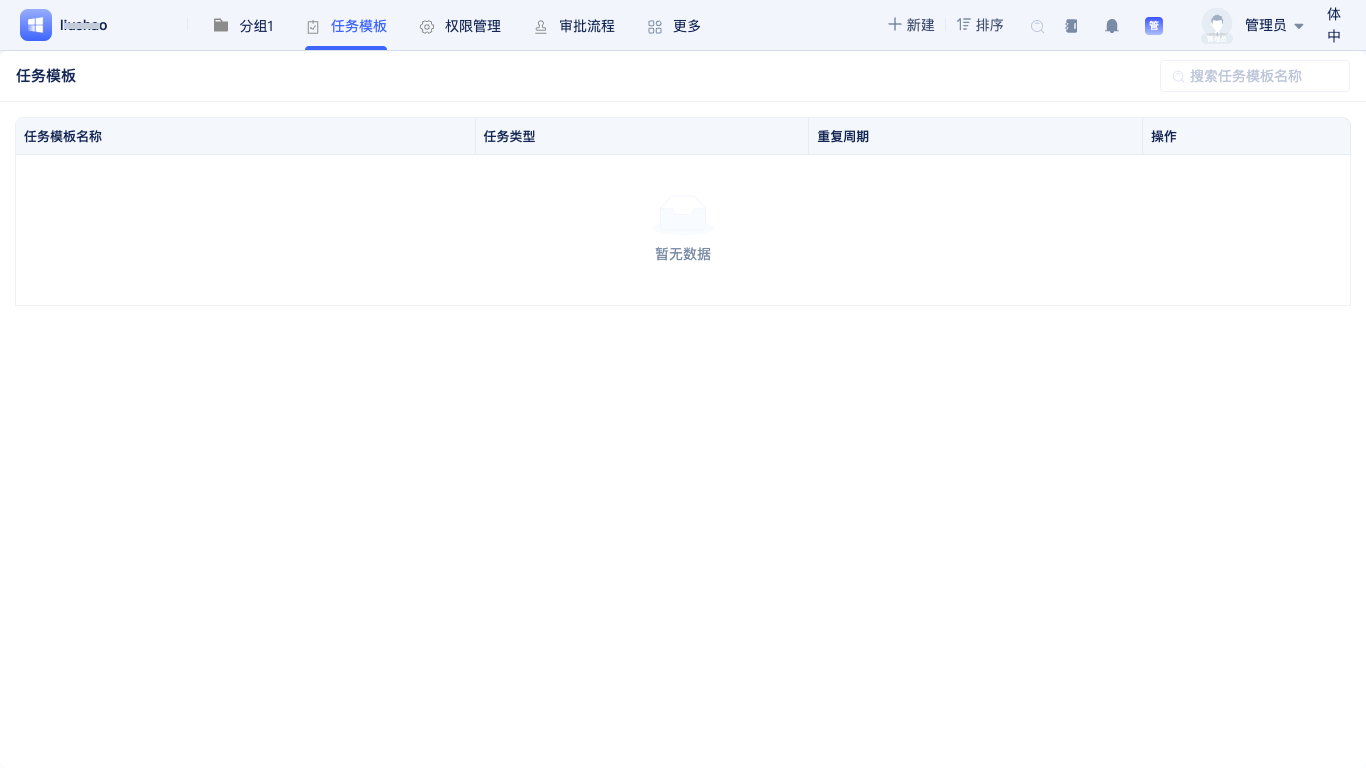 分组1
任务模板
权限管理
审批流程
更多
新建
排序
管
管理员
体
中
任务模板
搜索任务模板名称
任务模板名称
任务类型
重复周期
操作
暂无数据